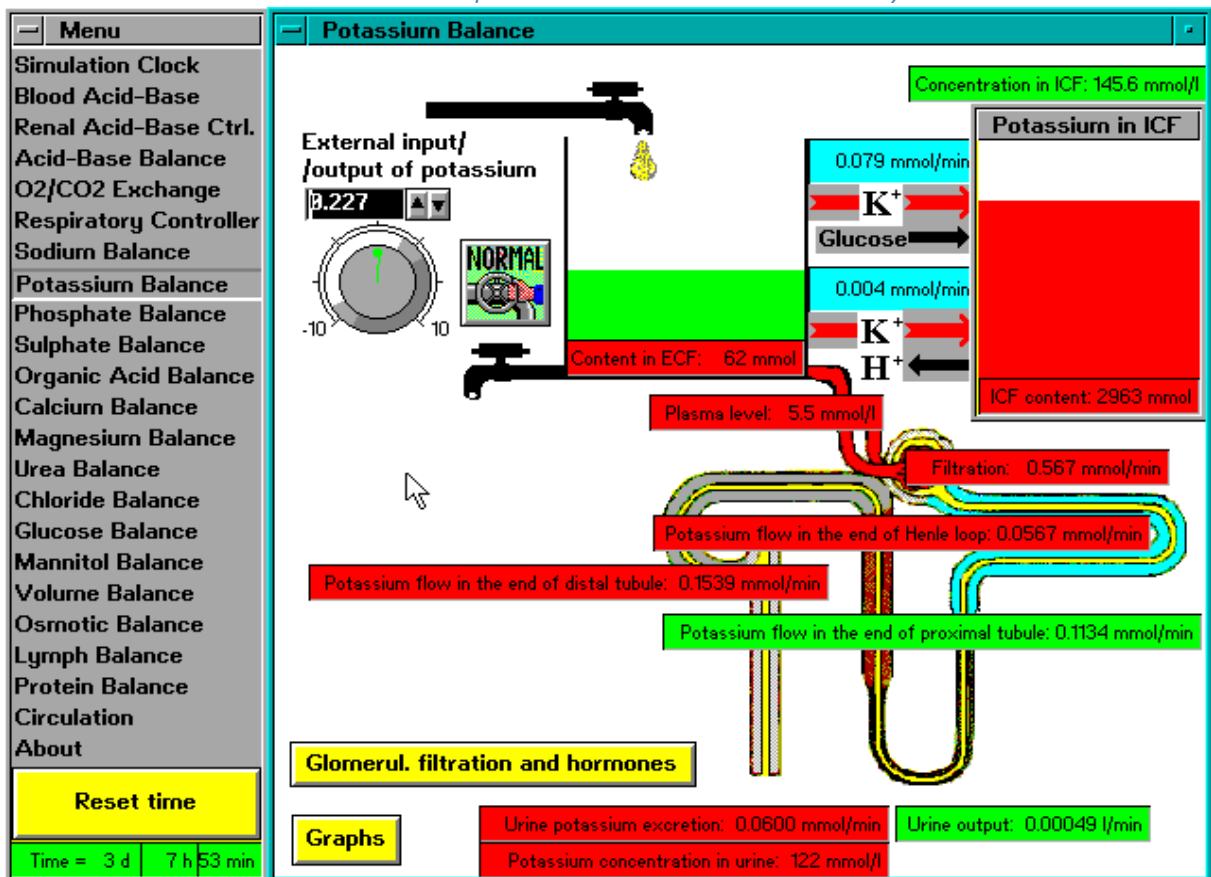 Menu
Simulation Clock
Blood Acid-Base
Renal Acid-Base Ctrl.
Acid-Base Balance
O2/CO2 Exchange
Respiratory Controller
Sodium Balance
Potassium Balance
Phosphate Balance
Sulphate Balance
Organic Acid Balance
Calcium Balance
Magnesium Balance
Urea Balance
Chloride Balance
Glucose Balance
Mannitol Balance
Volume Balance
Osmotic Balance
Lymph Balance
Protein Balance
Circulation
About
Reset time
Time = 3 d 7 h 53 min
Potassium Balance
Concentration in ICF: 145.6 mmol/l
Potassium in ICF
External input/
/output of potassium
0.227
-10 10
NORMAL
0.079 mmol/min
K+
Glucose
0.004 mmol/min
K+
H+
Content in ECF: 62 mmol
ICF content: 2963 mmol
Plasma level: 5.5 mmol/l
Filtration: 0.567 mmol/min
Potassium flow in the end of Henle loop: 0.0567 mmol/min
Potassium flow in the end of distal tubule: 0.1539 mmol/min
Potassium flow in the end of proximal tubule: 0.1134 mmol/min
Glomerul. filtration and hormones
Graphs
Urine potassium excretion: 0.0600 mmol/min
Urine output: 0.00049 l/min
Potassium concentration in urine: 122 mmol/l